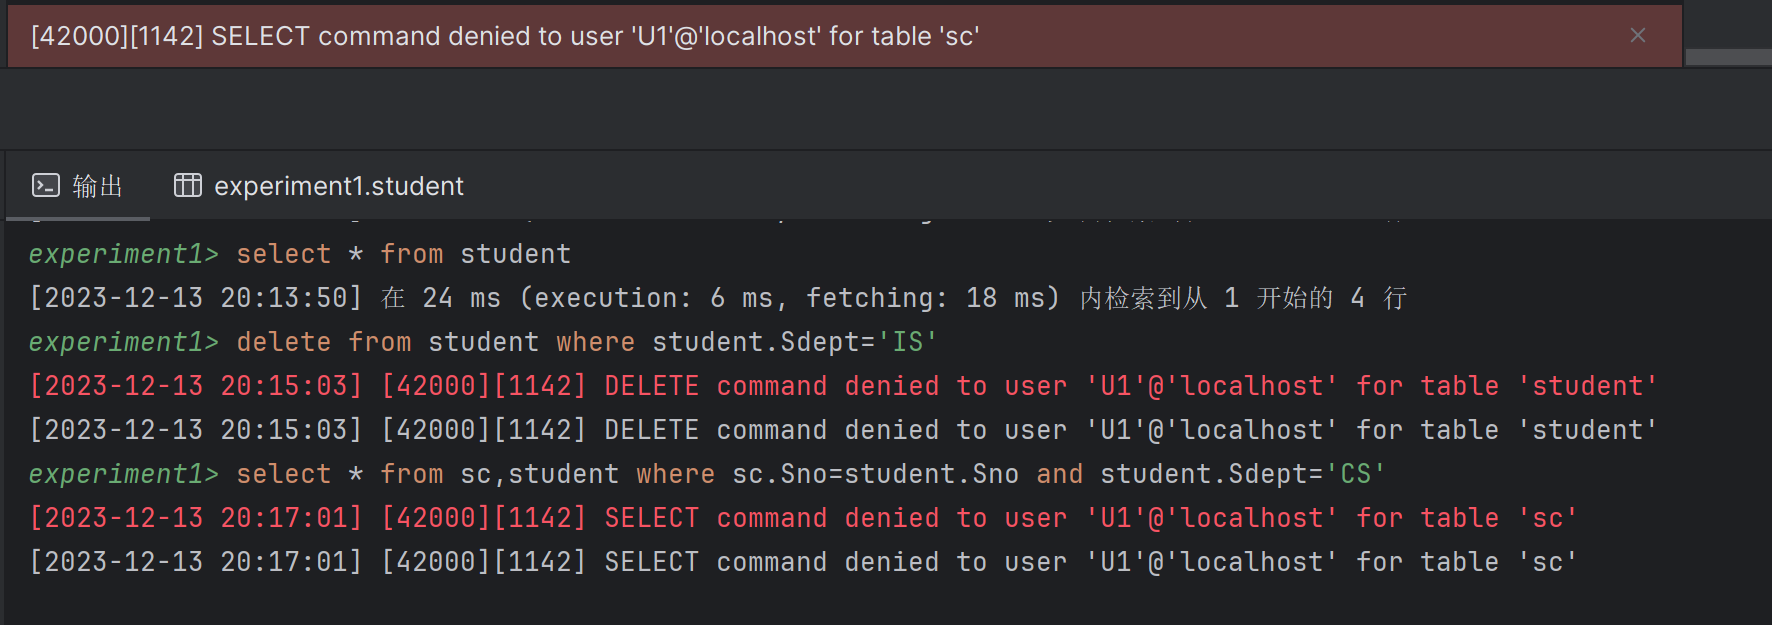 [42000][1142] SELECT command denied to user 'U1'@'localhost' for table 'sc'
输出 experiment1.student
experiment1> select * from student
[2023-12-13 20:13:50] 在 24 ms (execution: 6 ms, fetching: 18 ms) 内检索到从 1 开始的 4 行
experiment1> delete from student where student.Sdept='IS'
[2023-12-13 20:15:03] [42000][1142] DELETE command denied to user 'U1'@'localhost' for table 'student'
[2023-12-13 20:15:03] [42000][1142] DELETE command denied to user 'U1'@'localhost' for table 'student'
experiment1> select * from sc,student where sc.Sno=student.Sno and student.Sdept='CS'
[2023-12-13 20:17:01] [42000][1142] SELECT command denied to user 'U1'@'localhost' for table 'sc'
[2023-12-13 20:17:01] [42000][1142] SELECT command denied to user 'U1'@'localhost' for table 'sc'